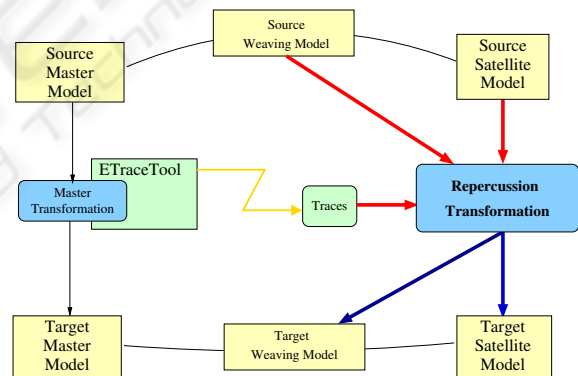 Source
Weaving Model
Source
Master
Model
Source
Satellite
Model
ETraceTool
Master
Transformation
Traces
Repercussion
Transformation
Target
Master
Model
Target
Weaving Model
Target
Satellite
Model